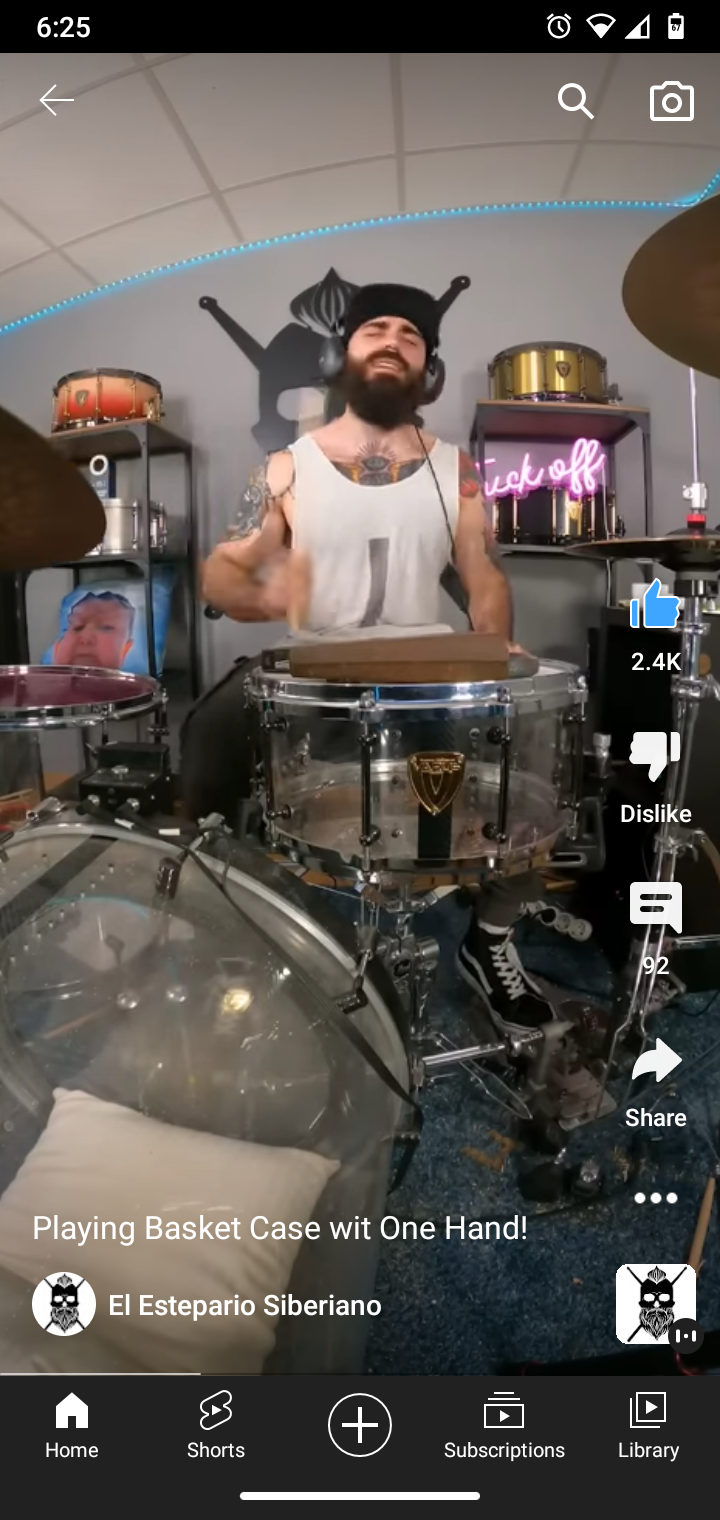 6:25
67
Fuck off
2.4K
Dislike
92
Share
Playing Basket Case wit One Hand!
El Estepario Siberiano
Home
Shorts
Subscriptions
Library